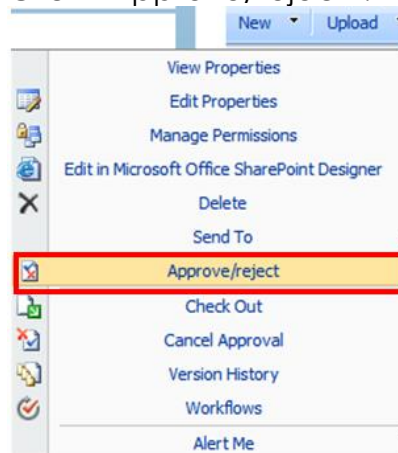 New Upload
View Properties
Edit Properties
Manage Permissions
Edit in Microsoft Office SharePoint Designer
Delete
Send To
Approve/reject
Check Out
Cancel Approval
Version History
Workflows
Alert Me